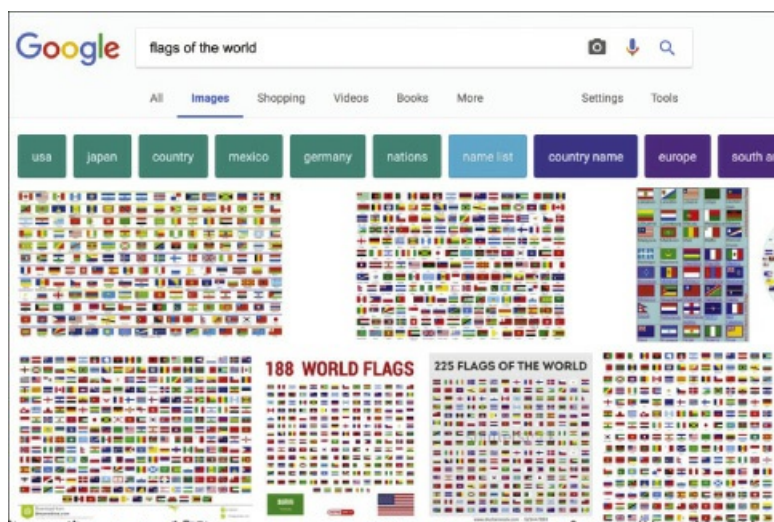 Google
flags of the world
All Images Shopping Videos Books More Settings Tools
usa japan country mexico germany nations name list country name europe south
188 WORLD FLAGS
225 FLAGS OF THE WORLD